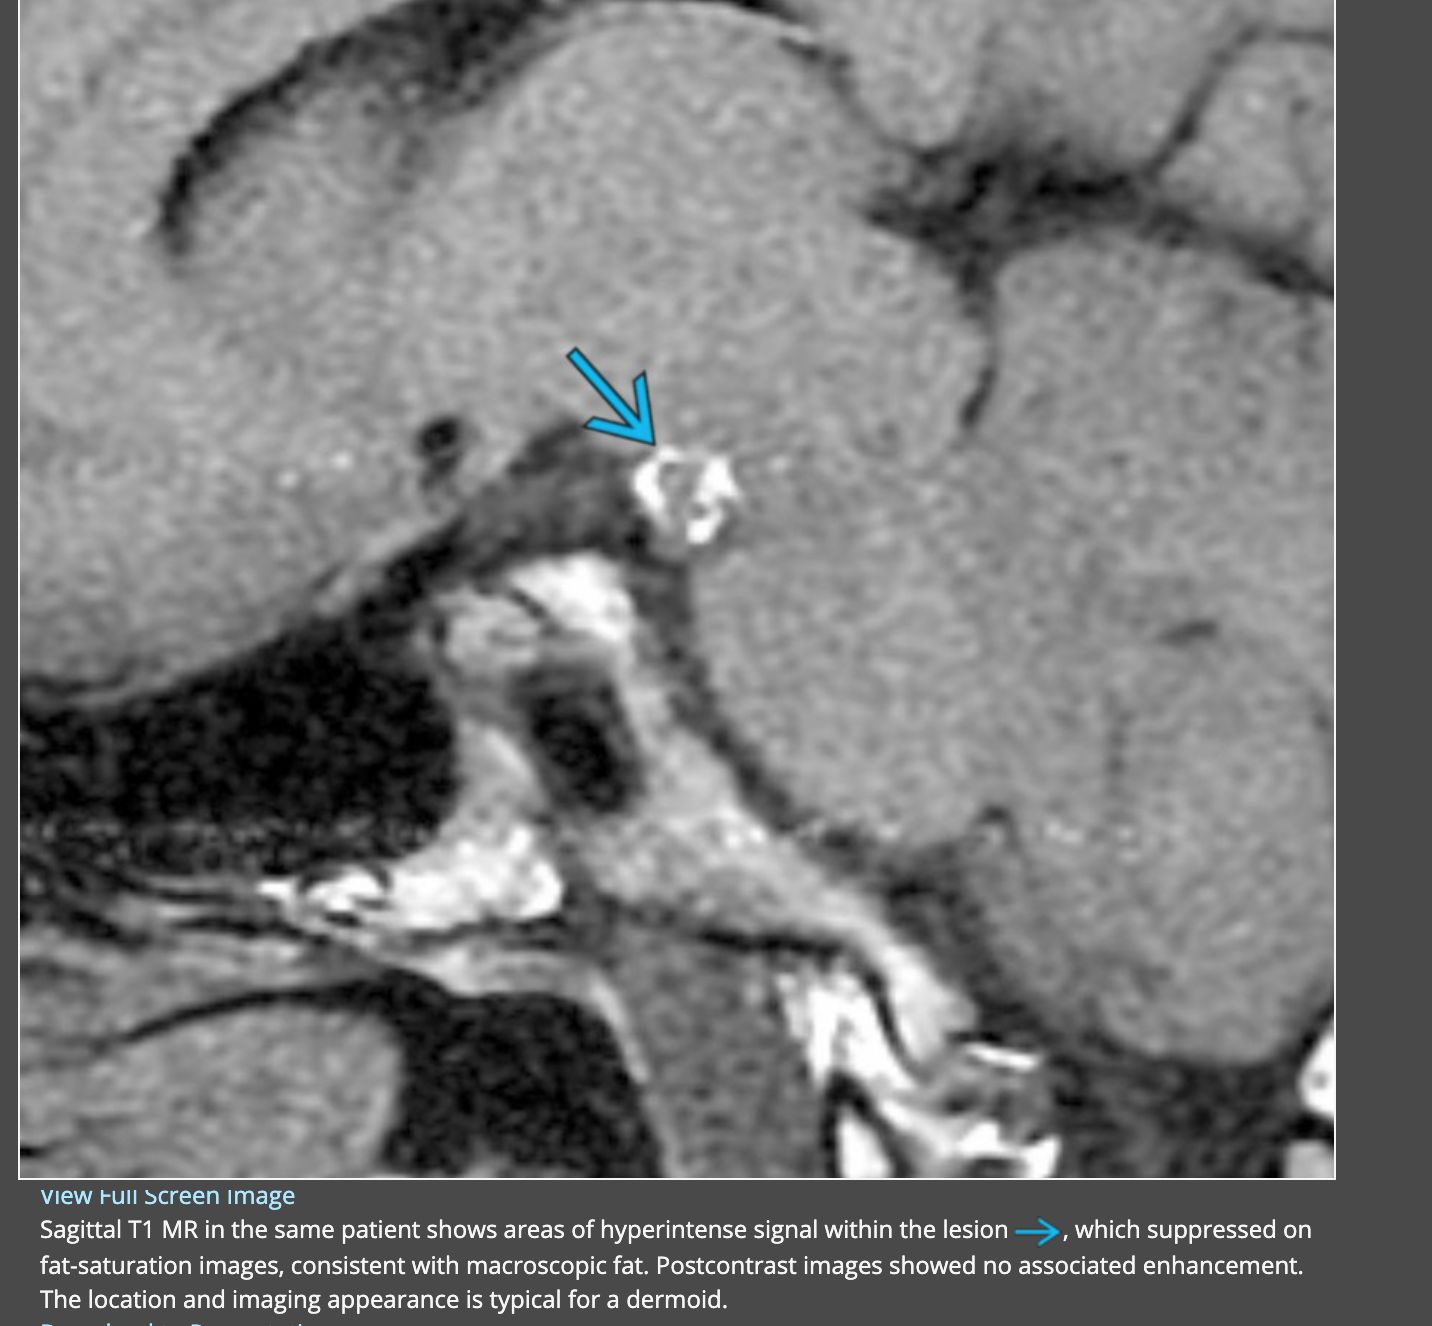 View Full Screen Image
Sagittal T1 MR in the same patient shows areas of hyperintense signal within the lesion , which suppressed on
fat-saturation images, consistent with macroscopic fat. Postcontrast images showed no associated enhancement.
The location and imaging appearance is typical for a dermoid.